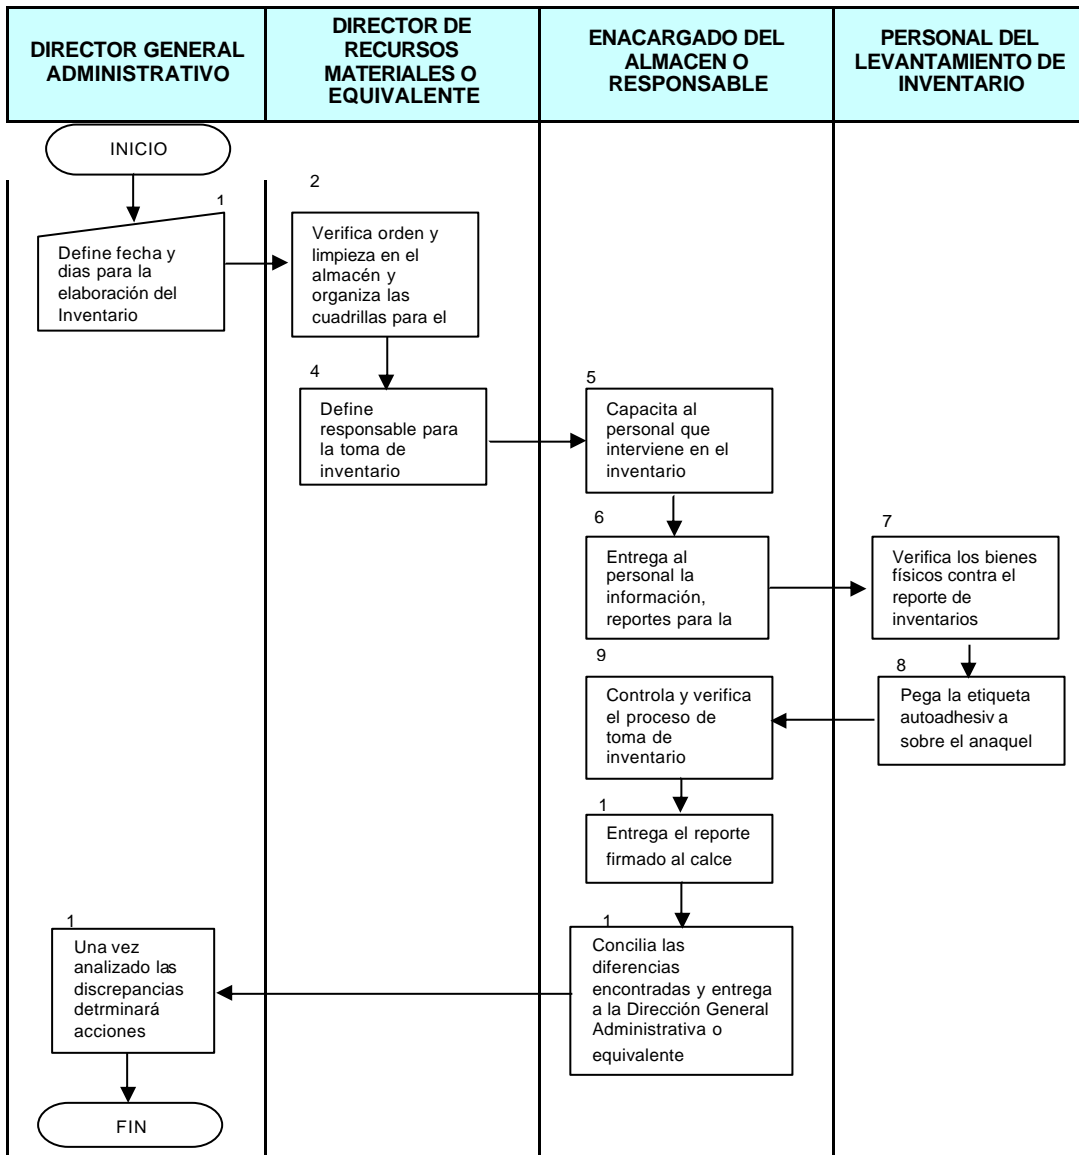 DIRECTOR GENERAL
ADMINISTRATIVO
DIRECTOR DE
RECURSOS
MATERIALES O
EQUIVALENTE
ENACARGADO DEL
ALMACEN O
RESPONSABLE
PERSONAL DEL
LEVANTAMIENTO DE
INVENTARIO
INICIO
1
Define fecha y
dias para la
elaboración del
Inventario
2
Verifica orden y
limpieza en el
almacén y
organiza las
cuadrillas para el
4
Define
responsable para
la toma de
inventario
5
Capacita al
personal que
interviene en el
inventario
6
Entrega al
personal la
información,
reportes para la
7
Verifica los bienes
físicos contra el
reporte de
inventarios
8
Pega la etiqueta
autoadhesiv a
sobre el anaquel
9
Controla y verifica
el proceso de
toma de
inventario
1
Entrega el reporte
firmado al calce
1
Concilia las
diferencias
encontradas y entrega
a la Dirección General
Administrativa o
equivalente
1
Una vez
analizado las
discrepancias
detrminará
acciones
FIN